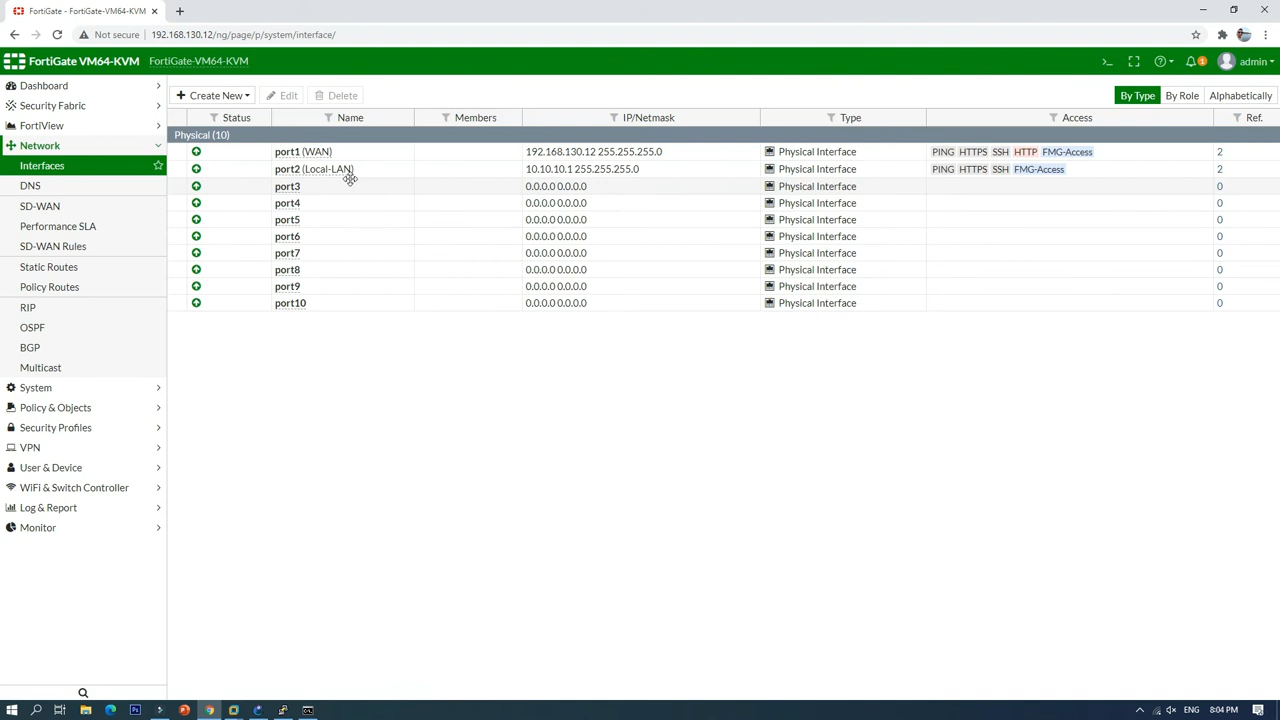 FortiGate - FortiGate-VM64-KVM
Not secure | 192.168.130.12/ng/page/p/system/interface/
FortiGate VM64-KVM FortiGate-VM64-KVM
1 admin
Dashboard
Security Fabric
FortiView
Network
Interfaces
DNS
SD-WAN
Performance SLA
SD-WAN Rules
Static Routes
Policy Routes
RIP
OSPF
BGP
Multicast
System
Policy & Objects
Security Profiles
VPN
User & Device
WiFi & Switch Controller
Log & Report
Monitor
Create New Edit Delete By Type By Role Alphabetically
Status Name Members IP/Netmask Type Access Ref.
Physical (10)
port1 (WAN) 192.168.130.12 255.255.255.0 Physical Interface PING HTTPS SSH HTTP FMG-Access 2
port2 (Local-LAN) 10.10.10.1 255.255.255.0 Physical Interface PING HTTPS SSH FMG-Access 2
port3 0.0.0.0 0.0.0.0 Physical Interface 0
port4 0.0.0.0 0.0.0.0 Physical Interface 0
port5 0.0.0.0 0.0.0.0 Physical Interface 0
port6 0.0.0.0 0.0.0.0 Physical Interface 0
port7 0.0.0.0 0.0.0.0 Physical Interface 0
port8 0.0.0.0 0.0.0.0 Physical Interface 0
port9 0.0.0.0 0.0.0.0 Physical Interface 0
port10 0.0.0.0 0.0.0.0 Physical Interface 0
Ps
ENG 8:04 PM